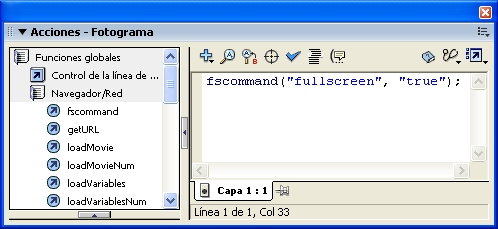 Acciones - Fotograma
Funciones globales
Control de la línea de ...
Navegador/Red
fscommand
getURL
loadMovie
loadMovieNum
loadVariables
loadVariablesNum
fscommand("fullscreen", "true");
Capa 1 : 1
Línea 1 de 1, Col 33